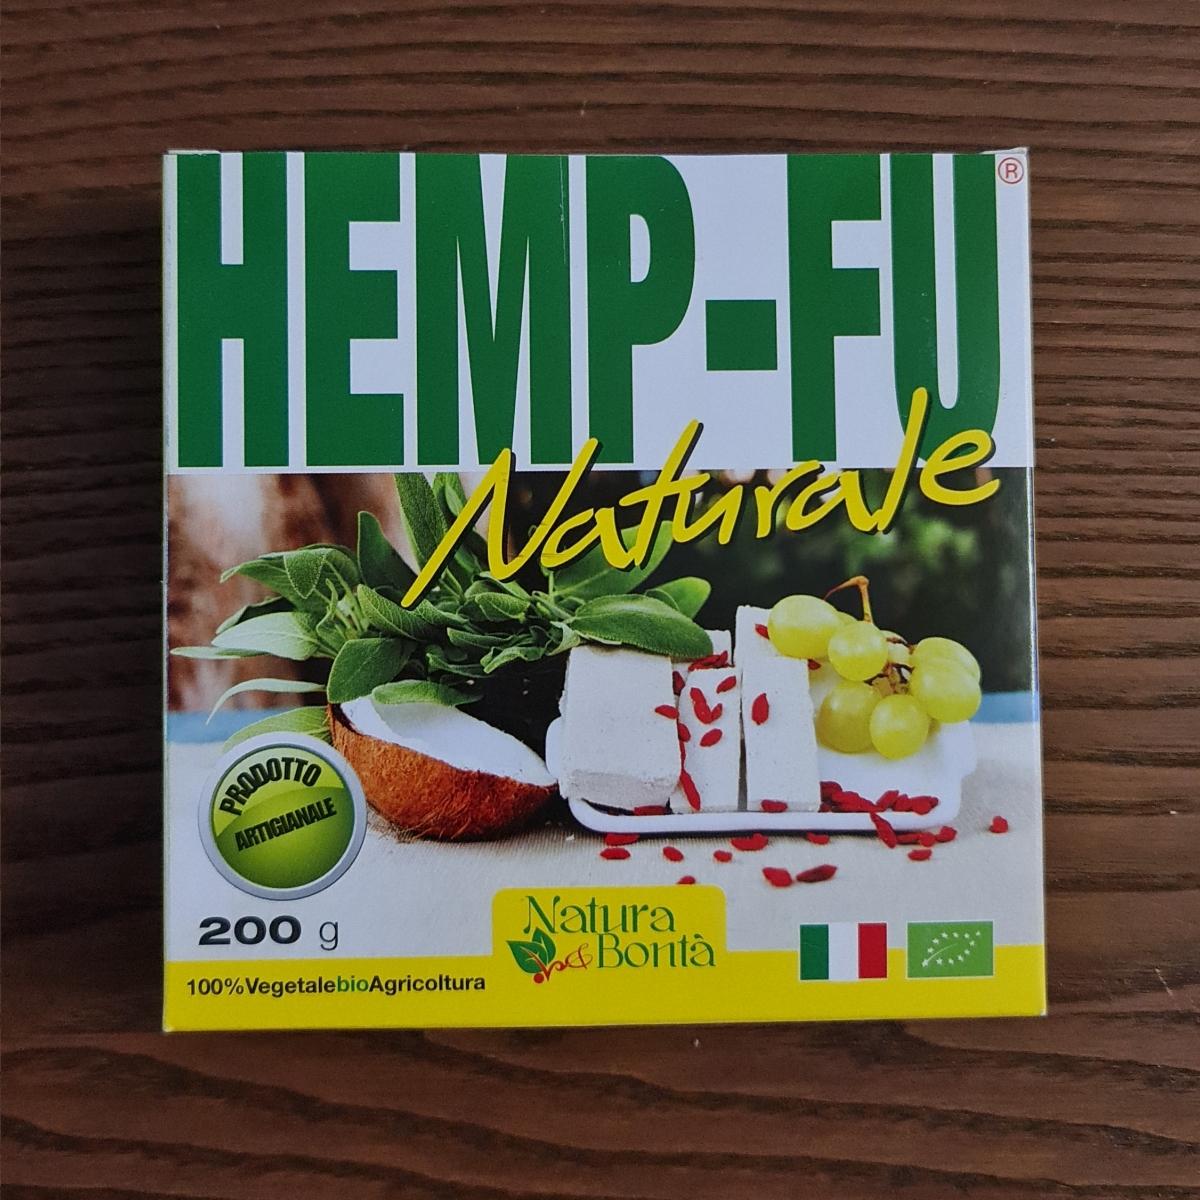 HEMP-FU®
Naturale
PRODOTTO
ARTIGIANALE
200 g
Natura
& Bontà
100%VegetalebioAgricoltura